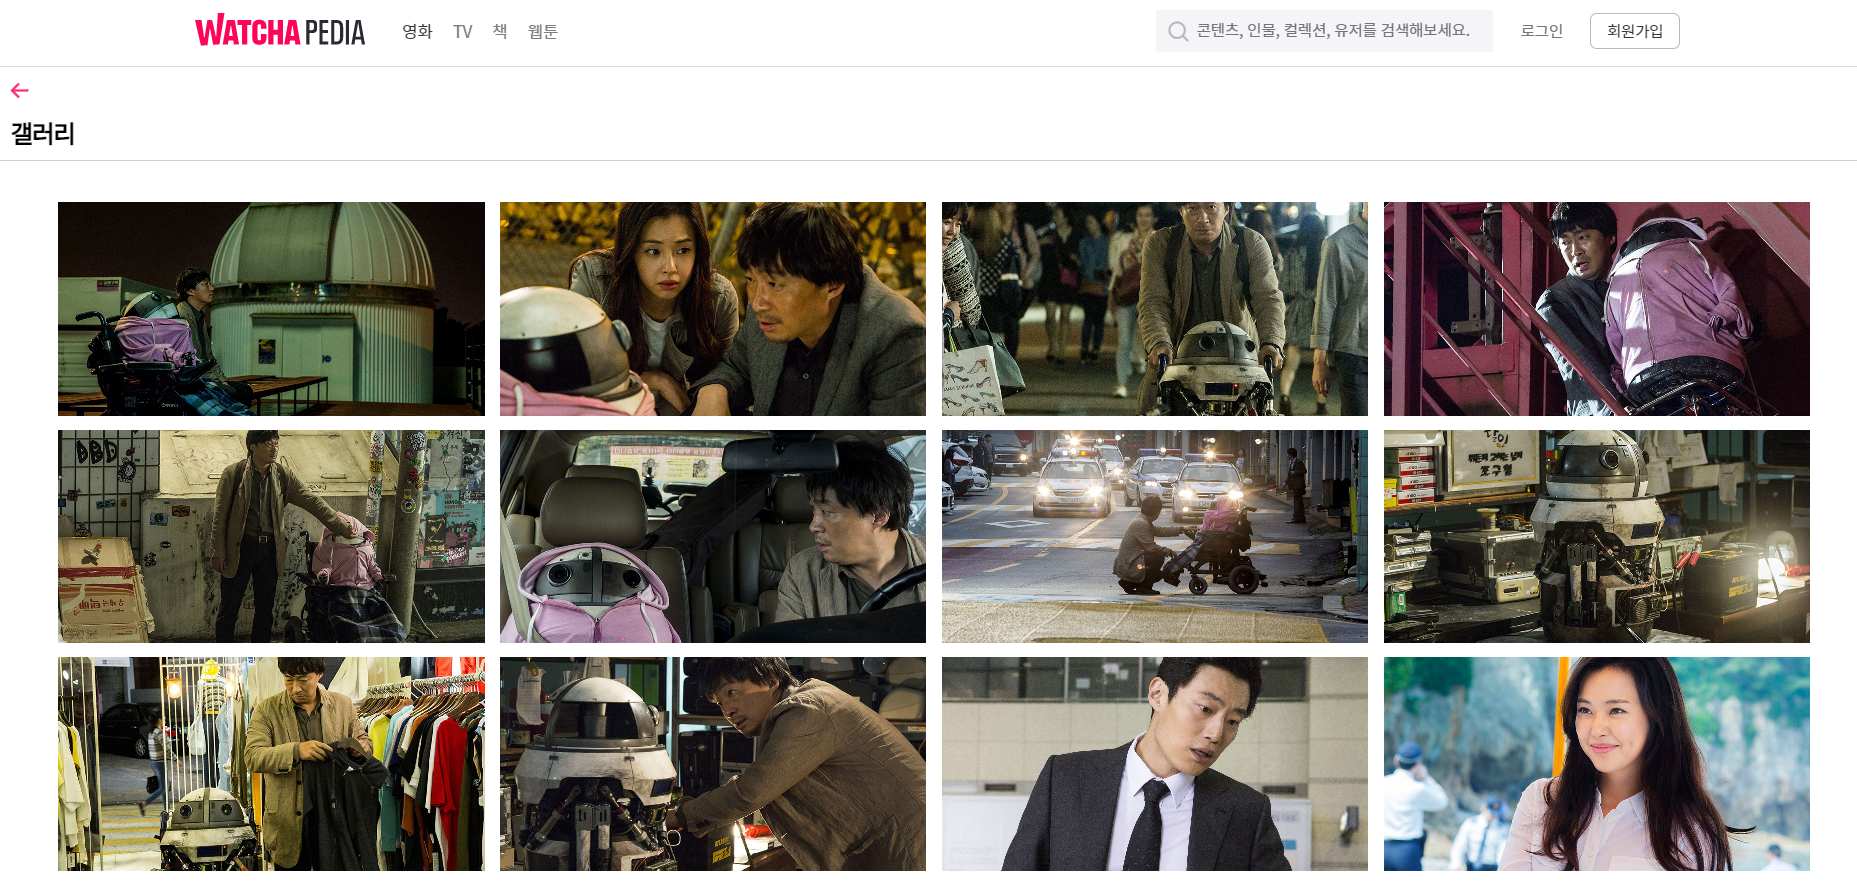 WATCHA PEDIA 영화 TV 책 웹툰 콘텐츠, 인물, 컬렉션, 유저를 검색해보세요. 로그인 회원가입
갤러리
DBD